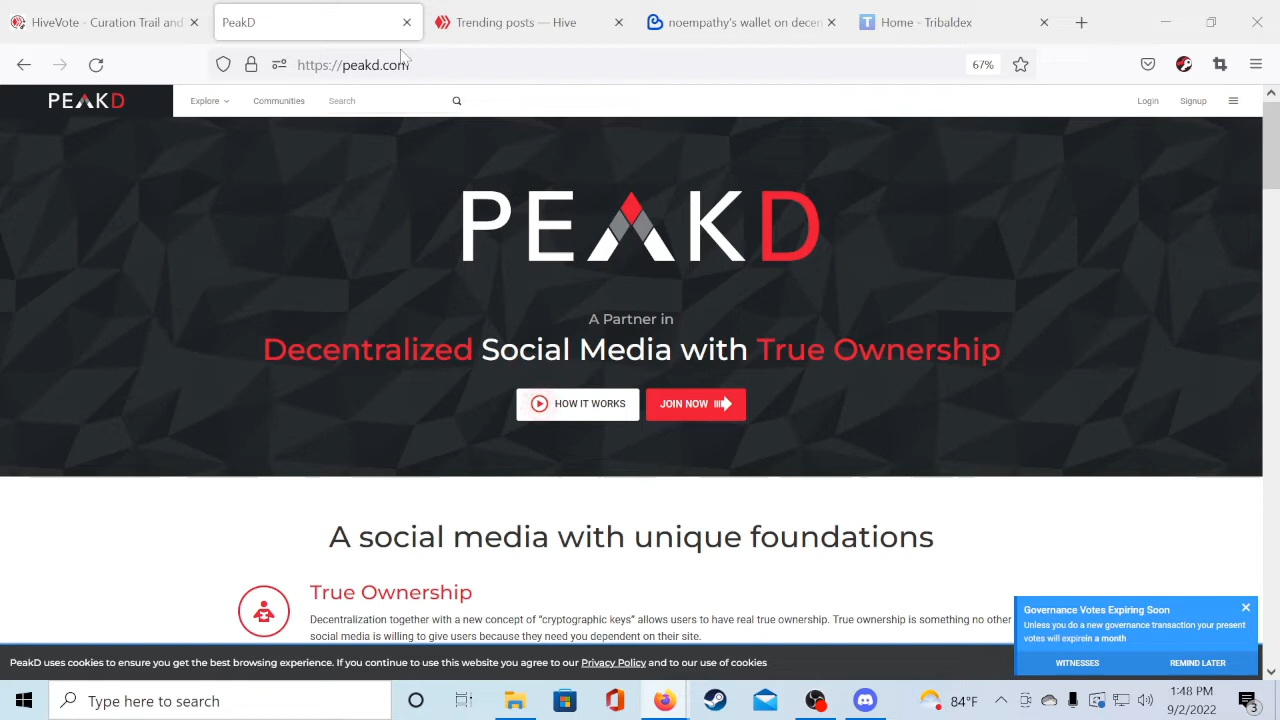 HiveVote - Curation Trail and
PeakD
Trending posts — Hive
noempathy's wallet on decen
Home - Tribaldex
https://peakd.com
67%
PEAKD
Explore
Communities
Search
Login
Signup
PEAKD
A Partner in
Decentralized Social Media with True Ownership
HOW IT WORKS
JOIN NOW
A social media with unique foundations
True Ownership
Decentralization together with a new concept of “cryptographic keys” allows users to have real true ownership. True ownership is something no other
social media is willing to give users because they need you dependent on their site.
Governance Votes Expiring Soon
Unless you do a new governance transaction your present
votes will expirein a month
WITNESSES
REMIND LATER
PeakD uses cookies to ensure you get the best browsing experience. If you continue to use this website you agree to our Privacy Policy and to our use of cookies
Type here to search
84°F
1:48 PM
9/2/2022
3